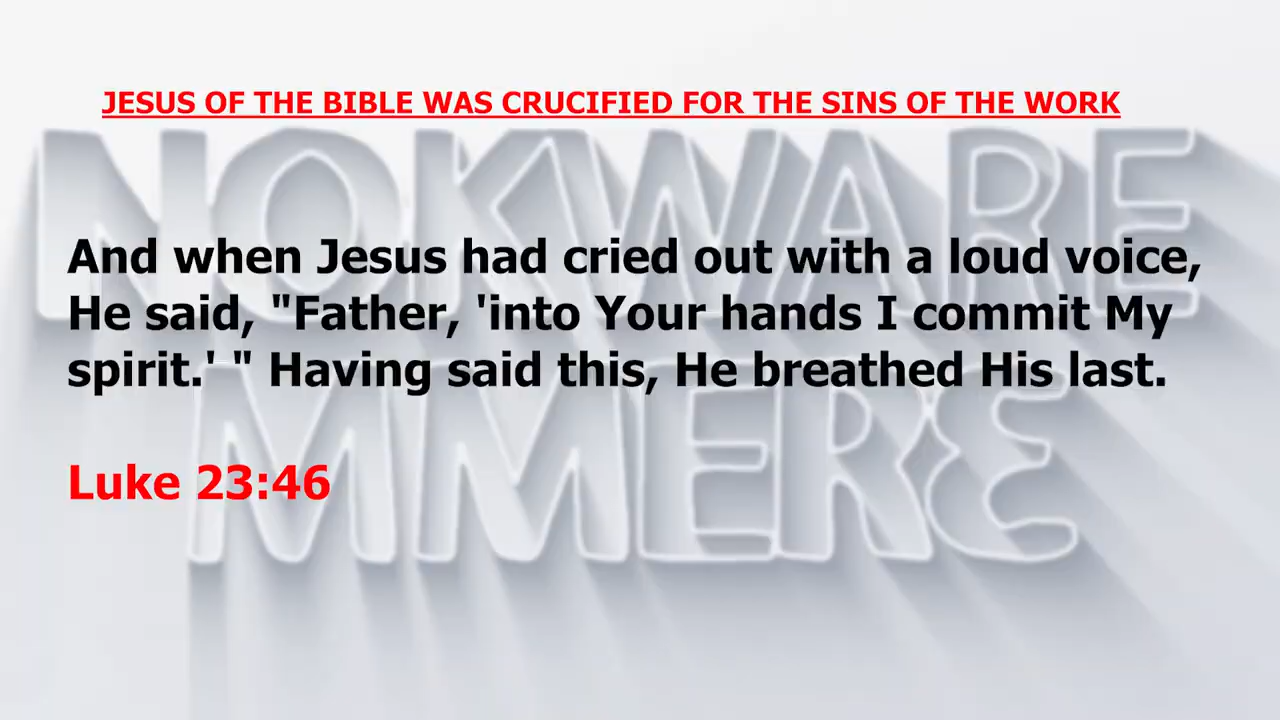 JESUS OF THE BIBLE WAS CRUCIFIED FOR THE SINS OF THE WORK
NOKWARE
And when Jesus had cried out with a loud voice,
He said, "Father, 'into Your hands I commit My
spirit.' " Having said this, He breathed His last.
MMERƐ
Luke 23:46